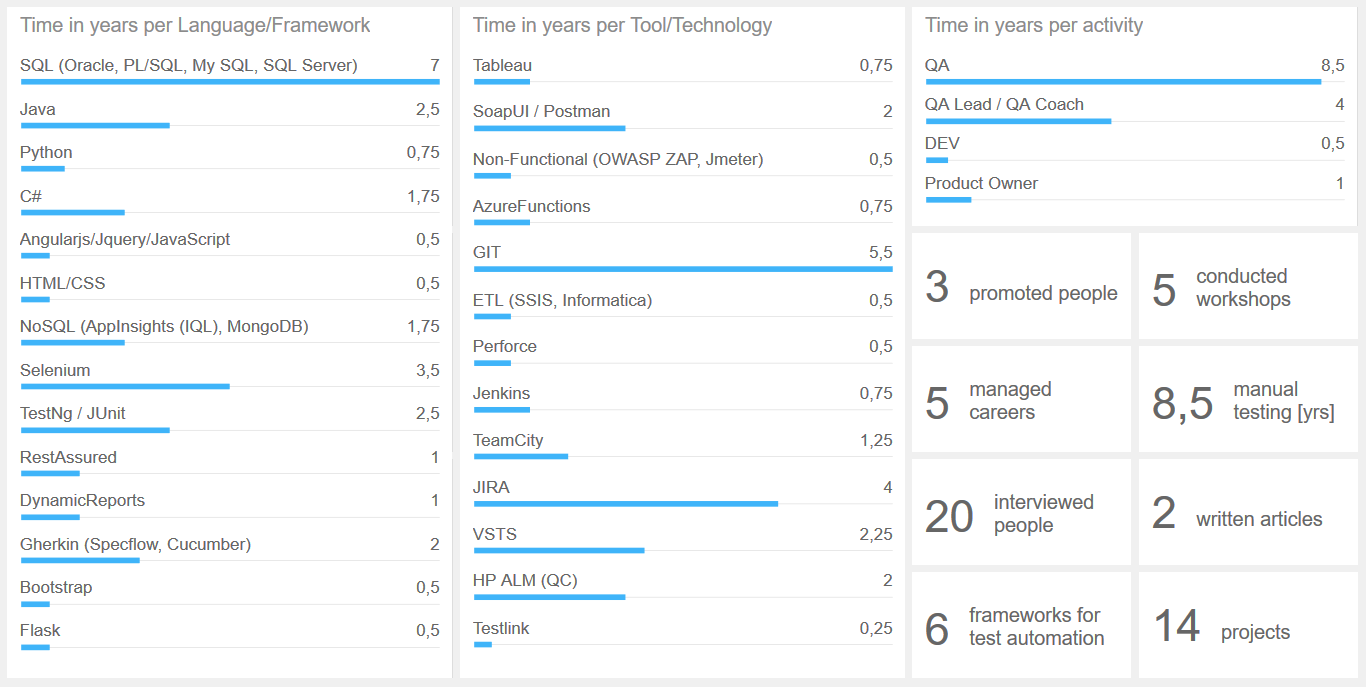 Time in years per Language/Framework
SQL (Oracle, PL/SQL, My SQL, SQL Server) 7
Java 2,5
Python 0,75
C# 1,75
Angularjs/Jquery/JavaScript 0,5
HTML/CSS 0,5
NoSQL (AppInsights (IQL), MongoDB) 1,75
Selenium 3,5
TestNg / JUnit 2,5
RestAssured 1
DynamicReports 1
Gherkin (Specflow, Cucumber) 2
Bootstrap 0,5
Flask 0,5
Time in years per Tool/Technology
Tableau 0,75
SoapUI / Postman 2
Non-Functional (OWASP ZAP, Jmeter) 0,5
AzureFunctions 0,75
GIT 5,5
ETL (SSIS, Informatica) 0,5
Perforce 0,5
Jenkins 0,75
TeamCity 1,25
JIRA 4
VSTS 2,25
HP ALM (QC) 2
Testlink 0,25
Time in years per activity
QA 8,5
QA Lead / QA Coach 4
DEV 0,5
Product Owner 1
3 promoted people
5 conducted
workshops
5 managed
careers
8,5 manual
testing [yrs]
20 interviewed
people
2 written articles
6 frameworks for
test automation
14 projects